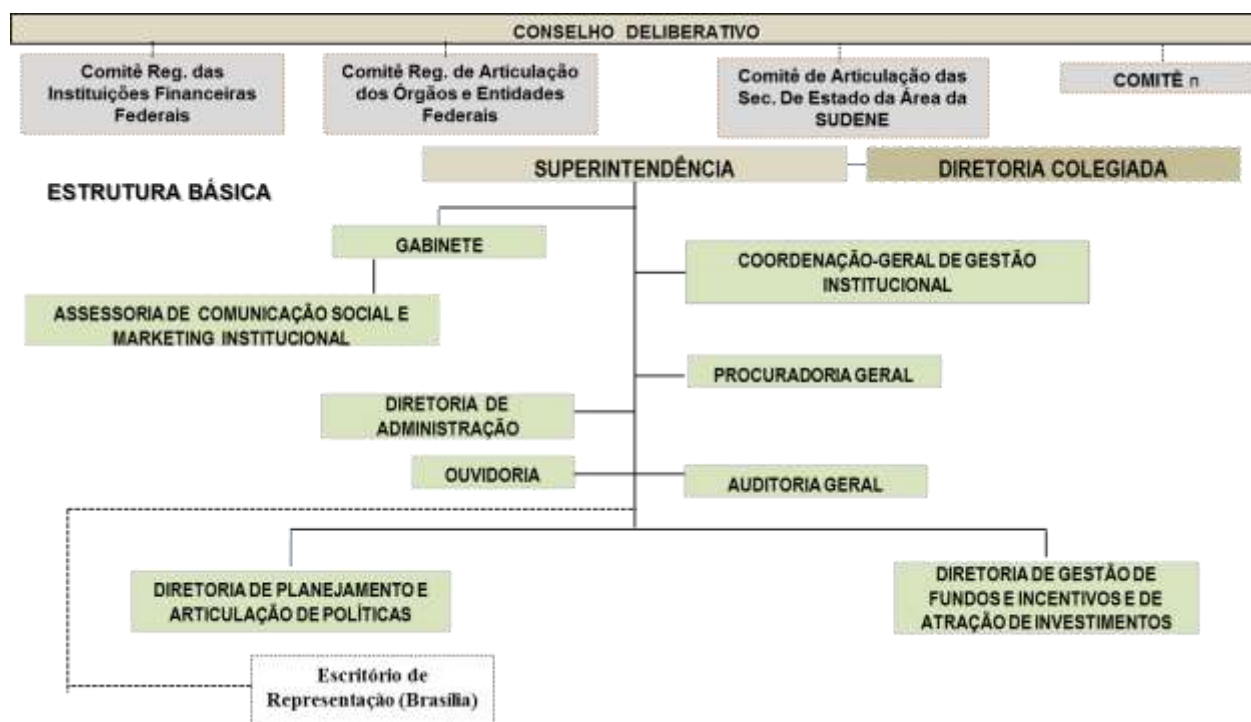 CONSELHO DELIBERATIVO
Comitê Reg. das
Instituições Financeiras
Federais
Comitê Reg. de Articulação
dos Órgãos e Entidades
Federais
Comitê de Articulação das
Sec. De Estado da Área da
SUDENE
COMITÊ n
SUPERINTENDÊNCIA
DIRETORIA COLEGIADA
ESTRUTURA BÁSICA
GABINETE
COORDENAÇÃO-GERAL DE GESTÃO
INSTITUCIONAL
ASSESSORIA DE COMUNICAÇÃO SOCIAL E
MARKETING INSTITUCIONAL
PROCURADORIA GERAL
DIRETORIA DE
ADMINISTRAÇÃO
OUVIDORIA
AUDITORIA GERAL
DIRETORIA DE PLANEJAMENTO E
ARTICULAÇÃO DE POLÍTICAS
DIRETORIA DE GESTÃO DE
FUNDOS E INCENTIVOS E DE
ATRAÇÃO DE INVESTIMENTOS
Escritório de
Representação (Brasília)